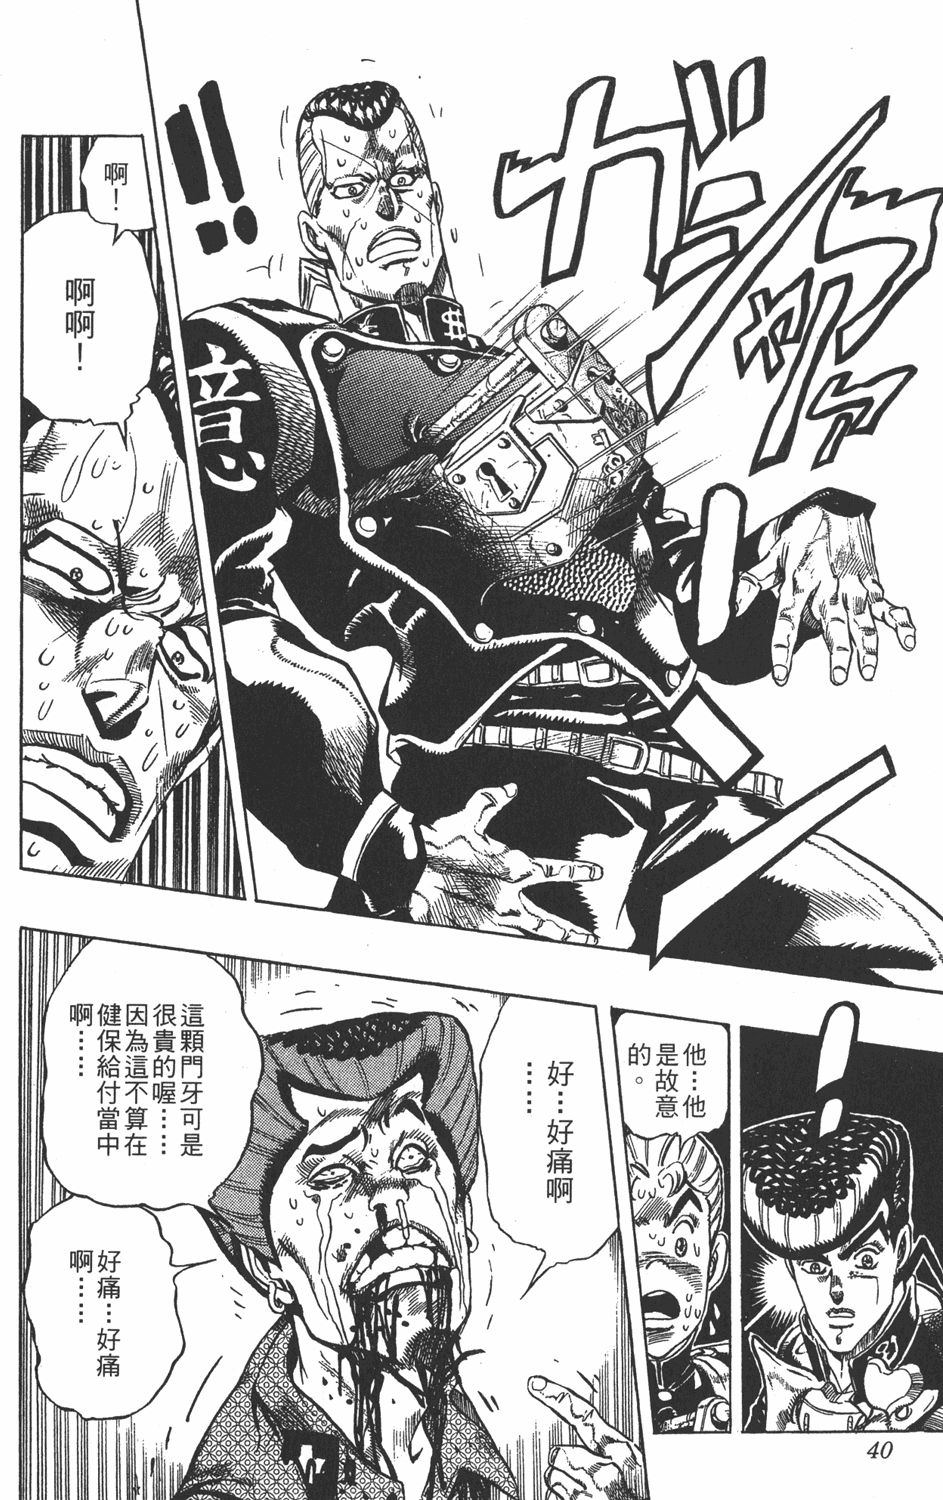 ガシャアァ
!!
$
意
啊！
啊啊！
他…他
是故意
的。
好…好痛啊
……
這顆門牙可是
很貴的喔……
因為這不算在
健保給付當中
啊……
好痛…好痛
啊……
40